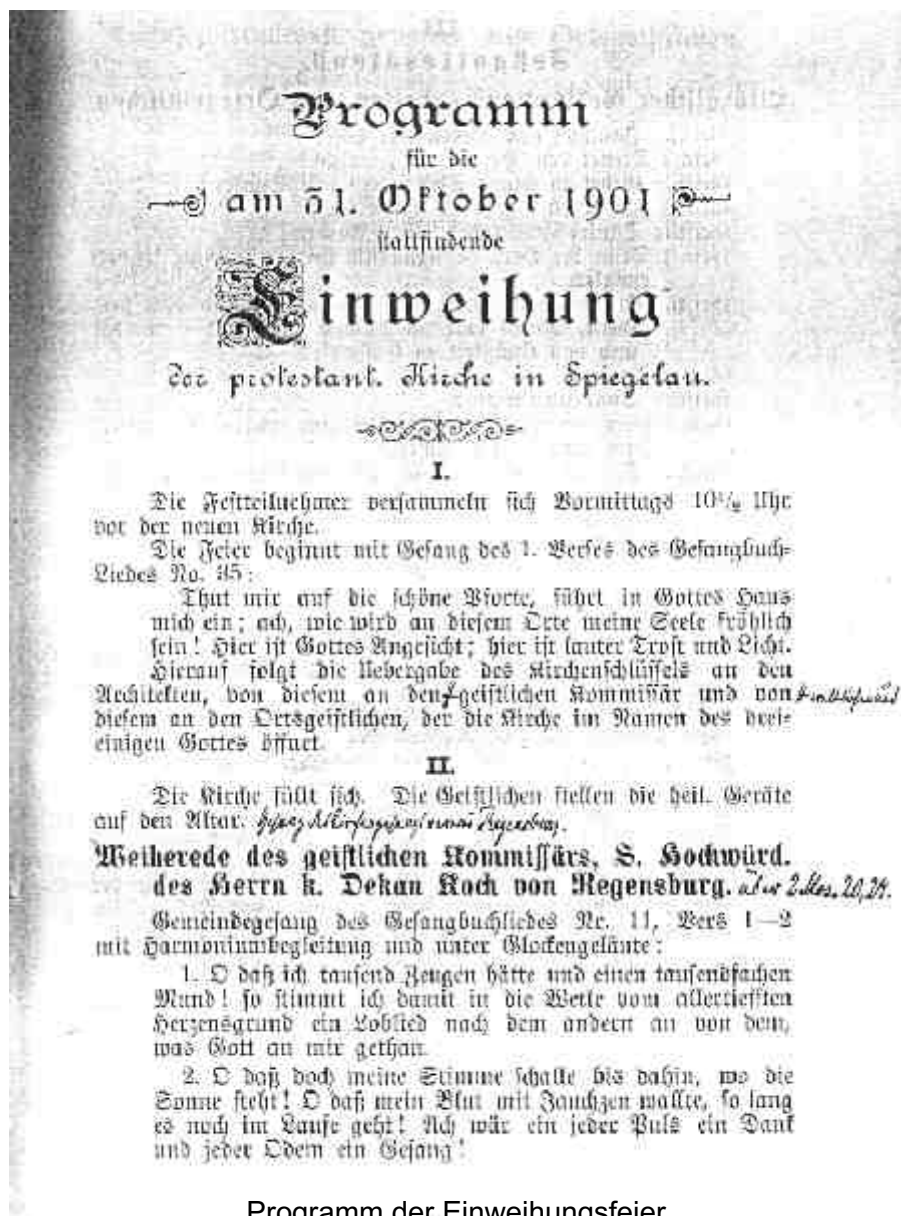 Programm
für die
am 31. Oktober 1901
stattfindende
Einweihung
der protestant. Kirche in Spiegelau.
I.
Die Festteilnehmer versammeln sich Vormittags 10½ Uhr
vor der neuen Kirche.
Die Feier beginnt mit Gesang des 1. Verses des Gesangbuch-
Liedes No. 35:
Thut mir auf die schöne Pforte, führt in Gottes Haus
mich ein; ach, wie wird an diesem Orte meine Seele fröhlich
sein! Hier ist Gottes Angesicht; hier ist lauter Trost und Licht.
Hierauf folgt die Uebergabe des Kirchenschlüssels an den
Architekten, von diesem an den geistlichen Kommissär und von
diesem an den Ortsgeistlichen, der die Kirche im Namen des drei-
einigen Gottes öffnet.
II.
Die Kirche füllt sich. Die Geistlichen stellen die heil. Geräte
auf den Altar.
Weiherede des geistlichen Kommissärs, S. Hochwürd.
des Herrn k. Dekan Koch von Regensburg. über 2. Mos. 20, 24.
Gemeindegesang des Gesangbuchliedes Nr. 11, Vers 1–2
mit Harmoniumbegleitung und unter Glockengeläute:
1. O daß ich tausend Zungen hätte und einen tausendfachen
Mund! so stimmt ich damit in die Wette vom allertiefsten
Herzensgrund ein Loblied nach dem andern an von dem,
was Gott an mir gethan.
2. O daß doch meine Stimme schalle bis dahin, wo die
Sonne steht! O daß mein Blut mit Jauchzen wallte, so lang
es noch im Laufe geht! Ach wär ein jeder Puls ein Dank
und jeder Odem ein Gesang!
Programm der Einweihungsfeier